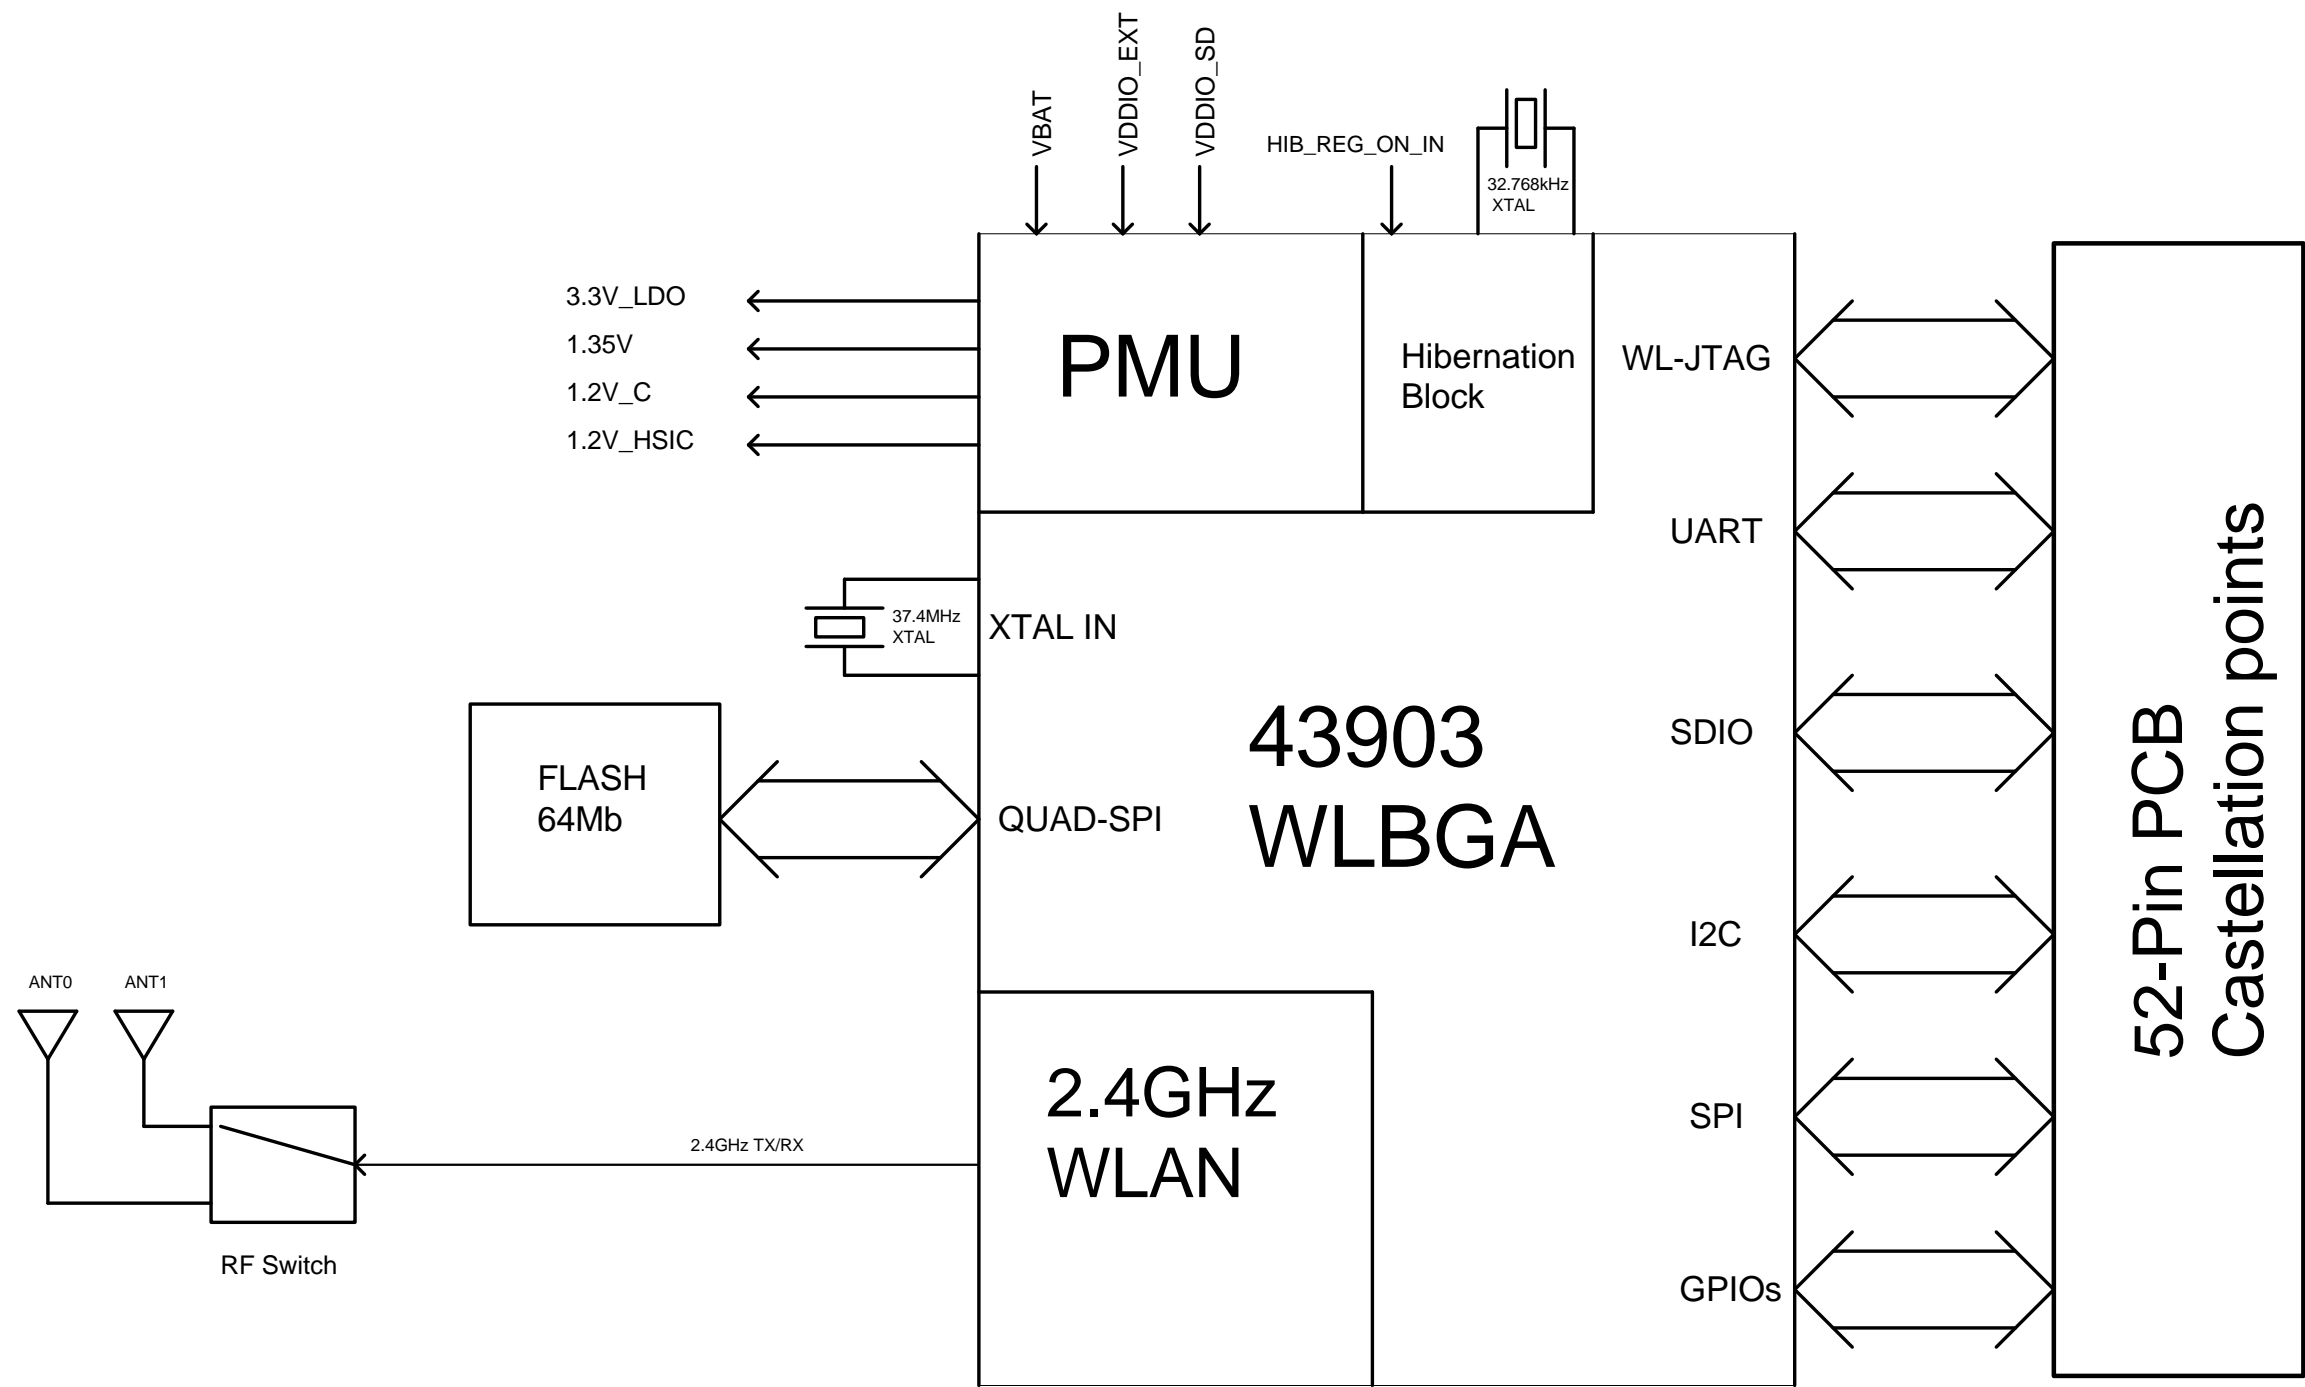 VBAT
VDDIO_EXT
VDDIO_SD
HIB_REG_ON_IN
32.768kHz
XTAL
3.3V_LDO
1.35V
1.2V_C
1.2V_HSIC
PMU
Hibernation
Block
WL-JTAG
UART
37.4MHz
XTAL
XTAL IN
43903
WLBGA
SDIO
FLASH
64Mb
QUAD-SPI
I2C
52-Pin PCB
Castellation points
ANT0
ANT1
2.4GHz
WLAN
SPI
2.4GHz TX/RX
RF Switch
GPIOs